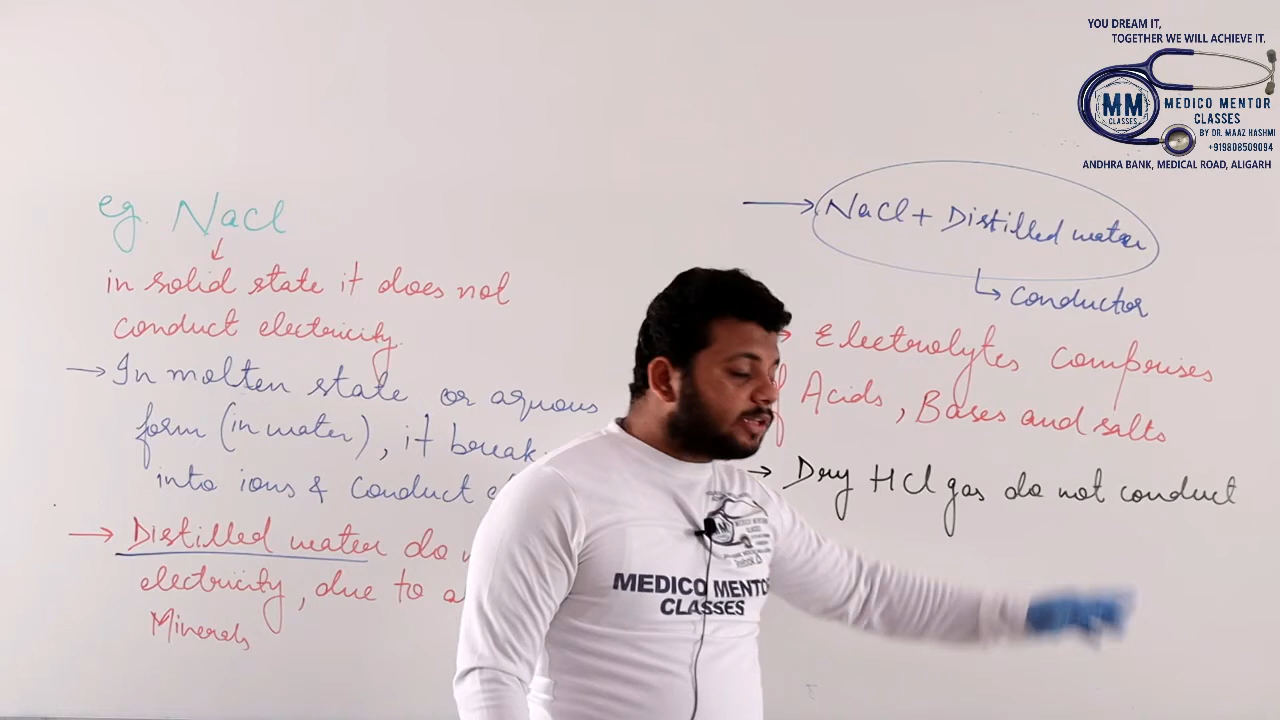 YOU DREAM IT,
TOGETHER WE WILL ACHIEVE IT.
MM
CLASSES
MEDICO MENTOR
CLASSES
BY DR. MAAZ HASHMI
+919808509094
ANDHRA BANK, MEDICAL ROAD, ALIGARH
eg. NaCl
in solid state it does not
conduct electricity.
→ In molten state or aquous
form (in water), it break
into ions & conduct
→ Distilled water do
electricity, due to
Minerals
→ NaCl + Distilled water
↳ conductor
Electrolytes comprises
Acids, Bases and salts
→ Dry HCl gas do not conduct
MEDICO MENTO
CLASSES